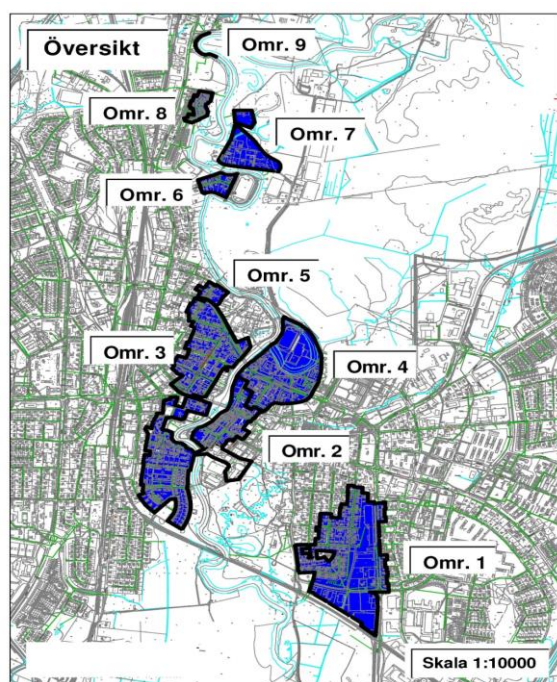 Översikt
Omr. 9
Omr. 8
Omr. 7
Omr. 6
Omr. 5
Omr. 3
Omr. 4
Omr. 2
Omr. 1
Skala 1:10000